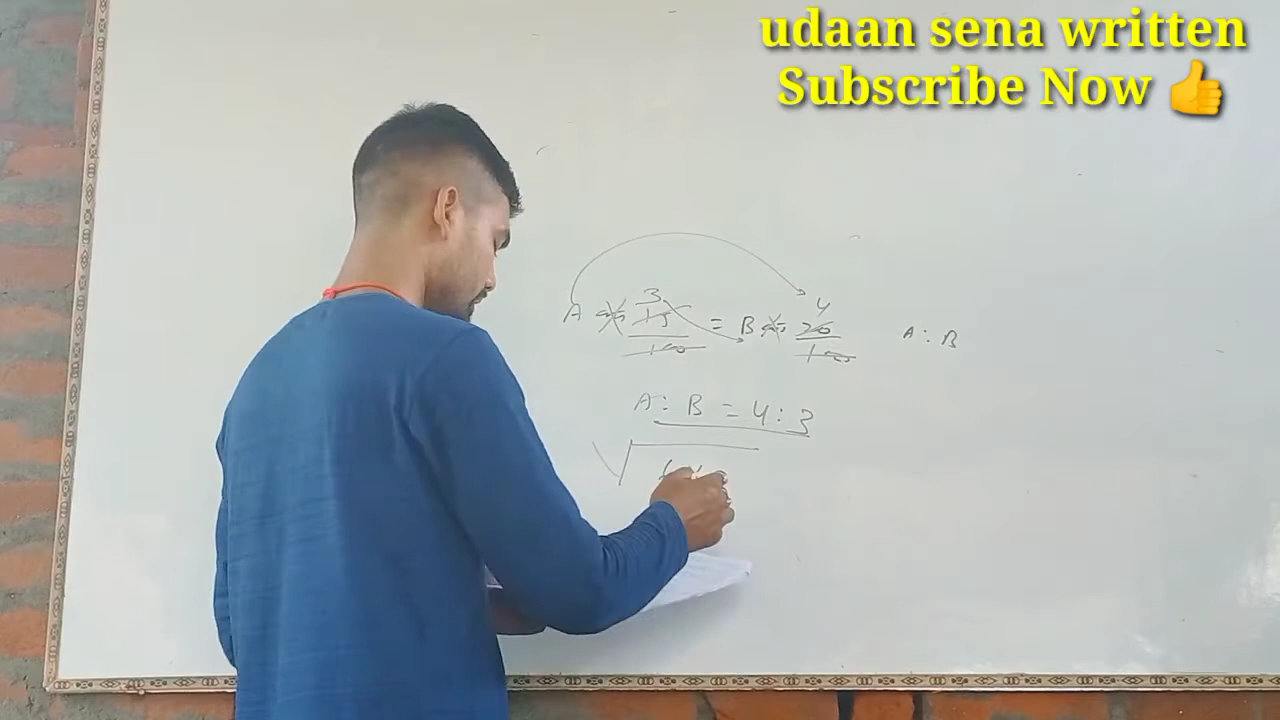 udaan sena written
Subscribe Now 👍
3 4
A का 15/100 = B का 20/100 A : B
A : B = 4 : 3